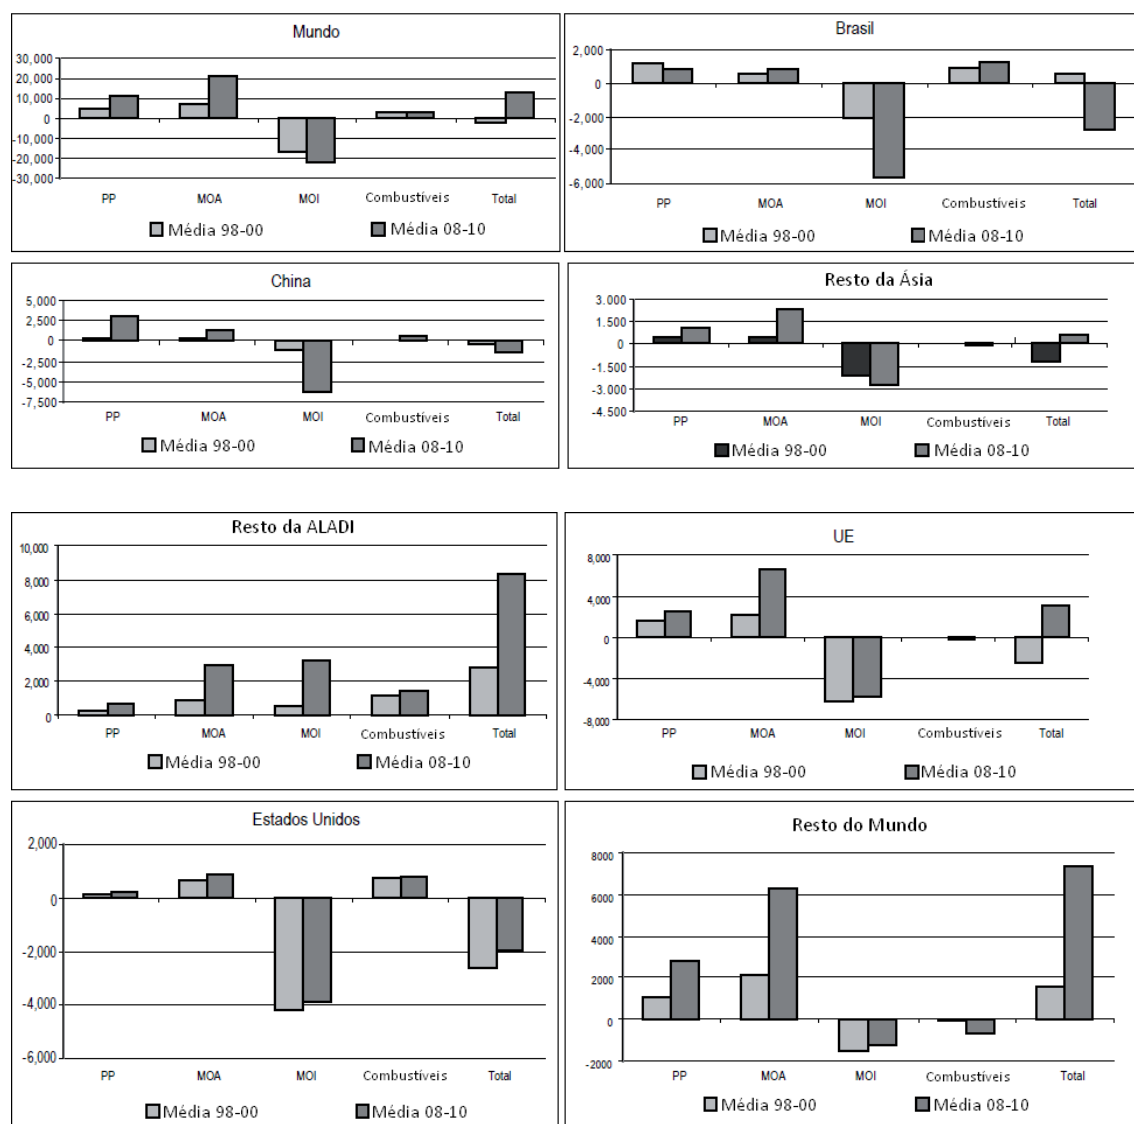 Mundo
30,000
20,000
10,000
0
-10,000
-20,000
-30,000
PP MOA MOI Combustíveis Total
Média 98-00 Média 08-10
Brasil
2,000
0
-2,000
-4,000
-6,000
PP MOA MOI Combustíveis Total
Média 98-00 Média 08-10
China
5,000
2,500
0
-2,500
-5,000
-7,500
PP MOA MOI Combustíveis Total
Média 98-00 Média 08-10
Resto da Ásia
3.000
1.500
0
-1.500
-3.000
-4.500
PP MOA MOI Combustíveis Total
Média 98-00 Média 08-10
Resto da ALADI
10,000
8,000
6,000
4,000
2,000
0
PP MOA MOI Combustíveis Total
Média 98-00 Média 08-10
UE
8,000
4,000
0
-4,000
-8,000
PP MOA MOI Combustíveis Total
Média 98-00 Média 08-10
Estados Unidos
2,000
0
-2,000
-4,000
-6,000
PP MOA MOI Combustíveis Total
Média 98-00 Média 08-10
Resto do Mundo
8000
6000
4000
2000
0
-2000
PP MOA MOI Combustíveis Total
Média 98-00 Média 08-10